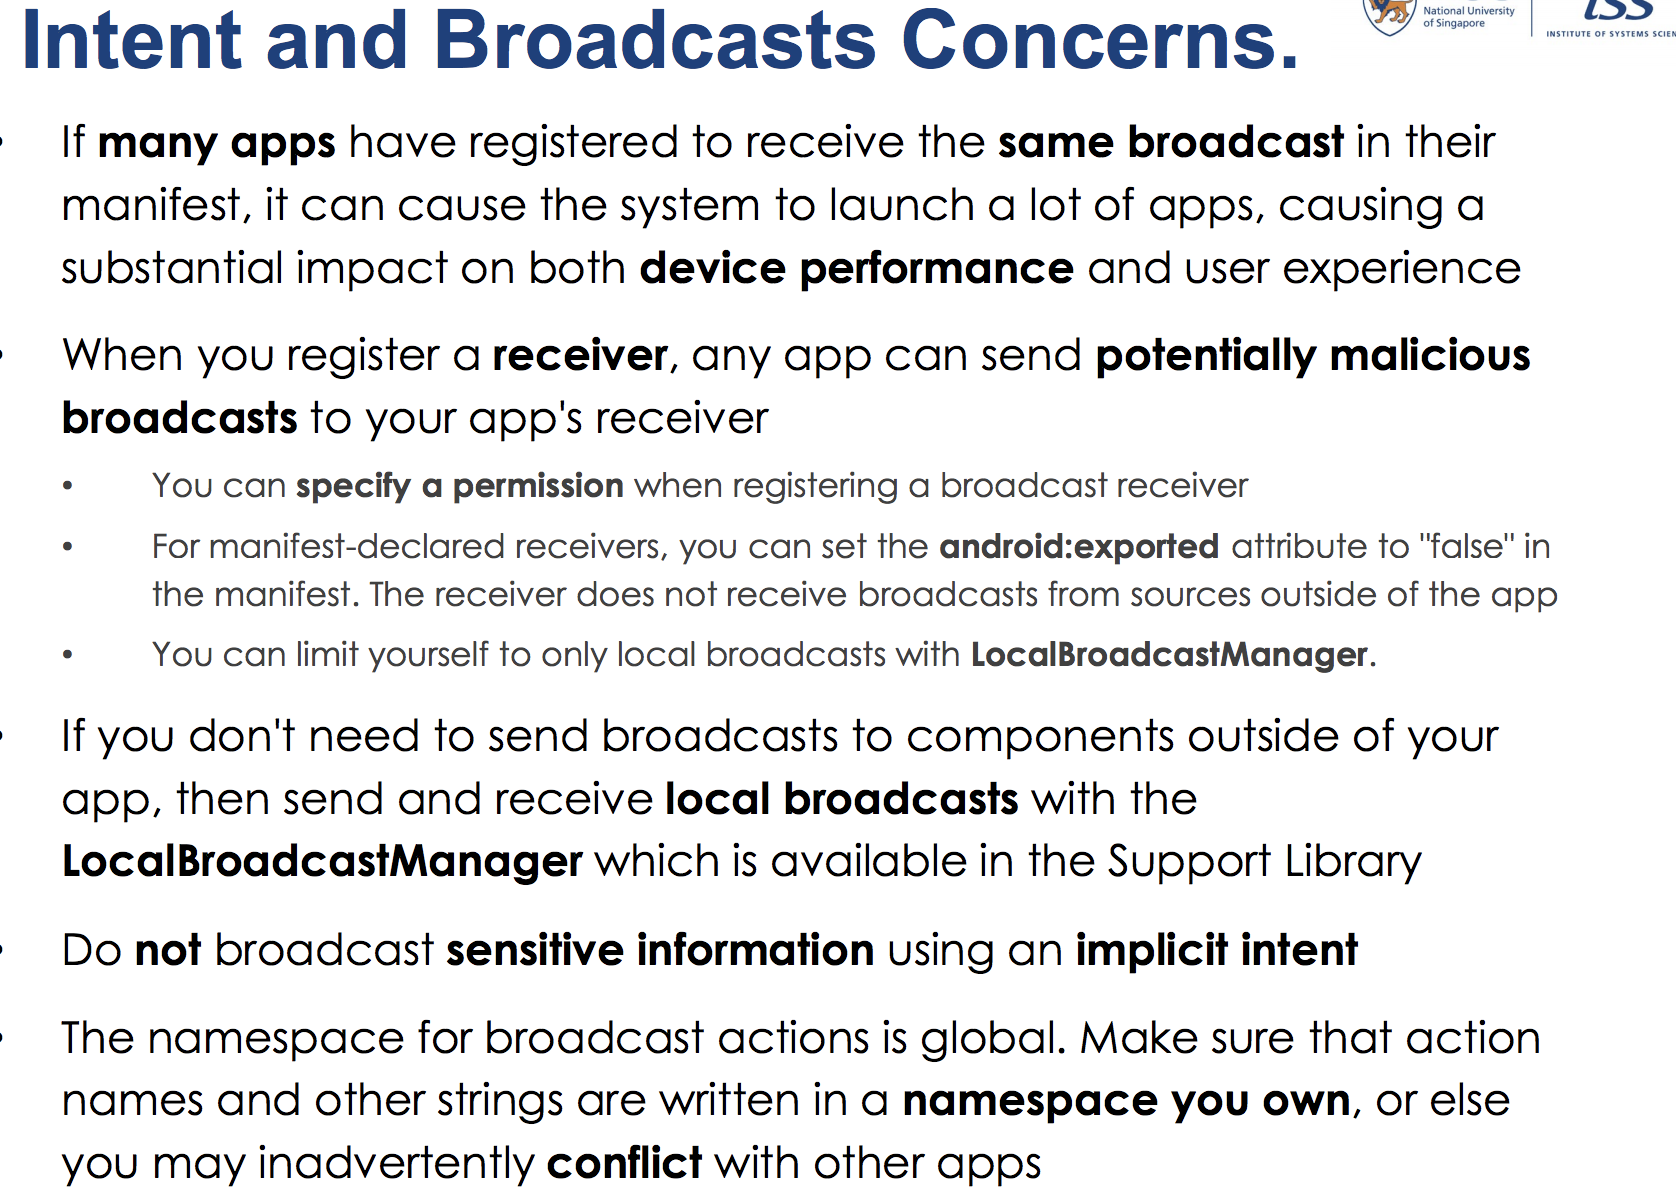 Intent and Broadcasts Concerns.
National University
of Singapore
iss
INSTITUTE OF SYSTEMS SCIEN
• If many apps have registered to receive the same broadcast in their
manifest, it can cause the system to launch a lot of apps, causing a
substantial impact on both device performance and user experience
• When you register a receiver, any app can send potentially malicious
broadcasts to your app's receiver
• You can specify a permission when registering a broadcast receiver
• For manifest-declared receivers, you can set the android:exported attribute to "false" in
the manifest. The receiver does not receive broadcasts from sources outside of the app
• You can limit yourself to only local broadcasts with LocalBroadcastManager.
• If you don't need to send broadcasts to components outside of your
app, then send and receive local broadcasts with the
LocalBroadcastManager which is available in the Support Library
• Do not broadcast sensitive information using an implicit intent
• The namespace for broadcast actions is global. Make sure that action
names and other strings are written in a namespace you own, or else
you may inadvertently conflict with other apps